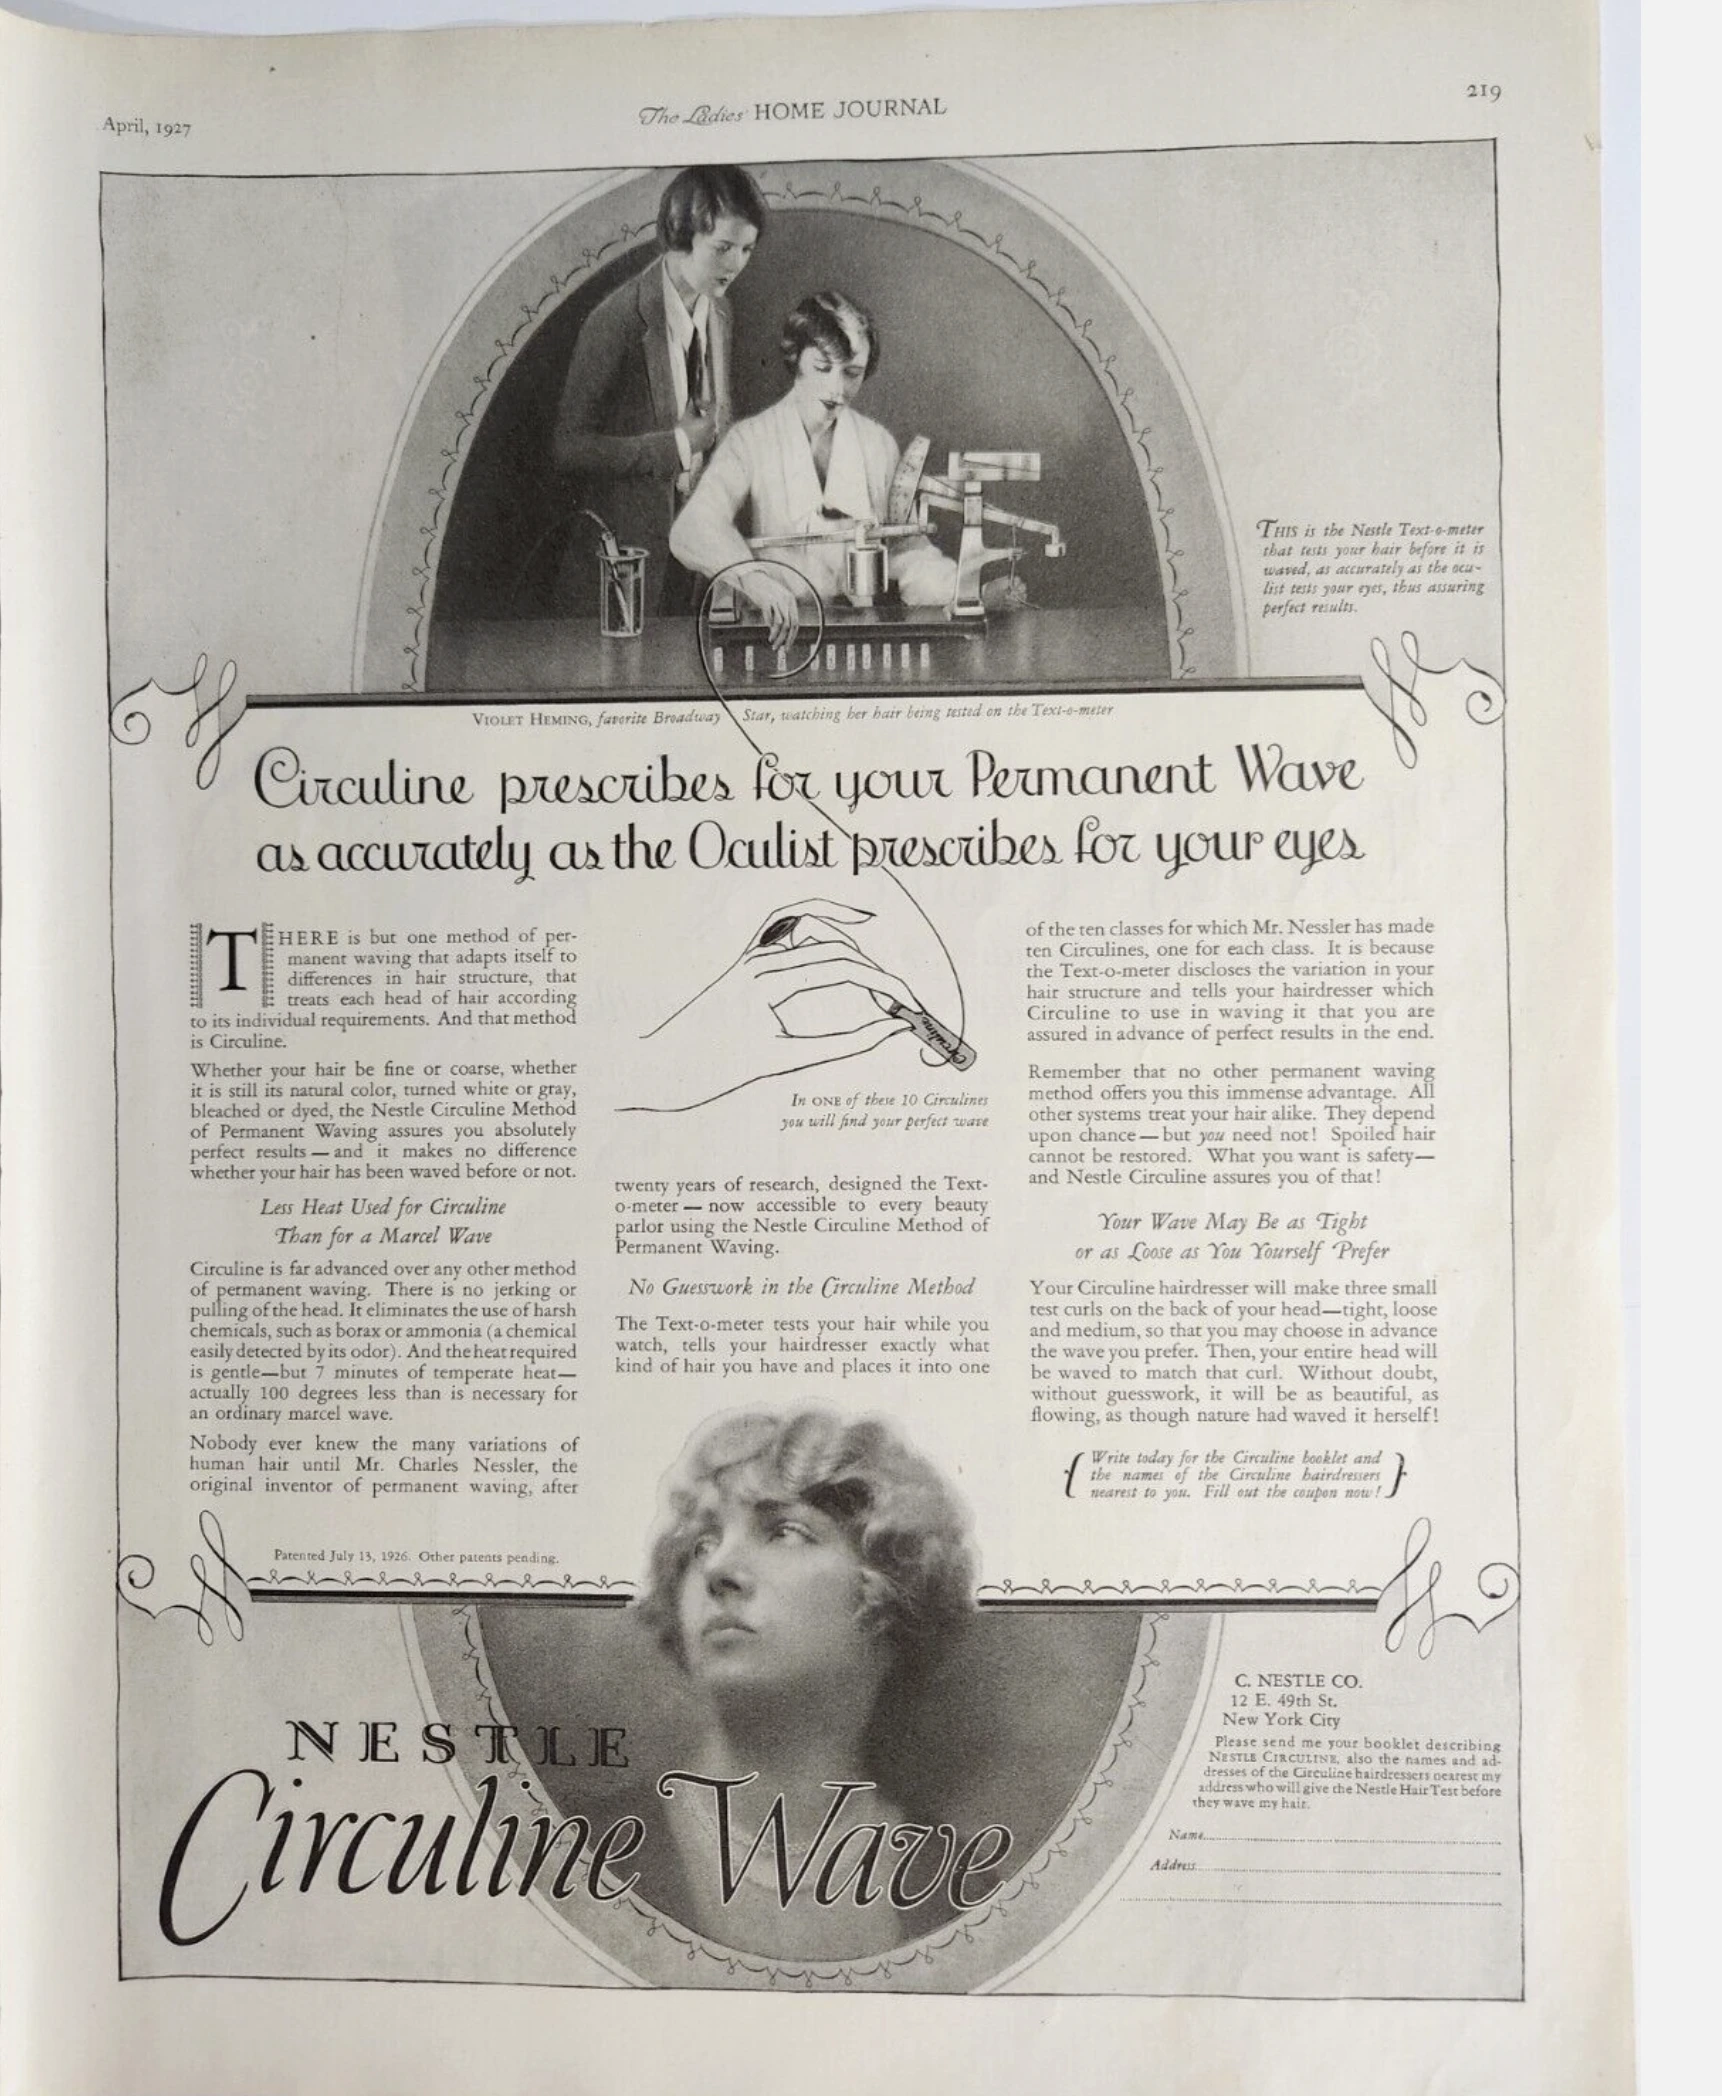 April, 1927
The Ladies' HOME JOURNAL
219
THIS is the Nestle Text-o-meter
that tests your hair before it is
waved, as accurately as the ocu-
list tests your eyes, thus assuring
perfect results.
VIOLET HEMING, favorite Broadway Star, watching her hair being tested on the Text-o-meter
Circuline prescribes for your Permanent Wave
as accurately as the Oculist prescribes for your eyes
THERE is but one method of per-
manent waving that adapts itself to
differences in hair structure, that
treats each head of hair according
to its individual requirements. And that method
is Circuline.
Whether your hair be fine or coarse, whether
it is still its natural color, turned white or gray,
bleached or dyed, the Nestle Circuline Method
of Permanent Waving assures you absolutely
perfect results — and it makes no difference
whether your hair has been waved before or not.
Less Heat Used for Circuline
Than for a Marcel Wave
Circuline is far advanced over any other method
of permanent waving. There is no jerking or
pulling of the head. It eliminates the use of harsh
chemicals, such as borax or ammonia (a chemical
easily detected by its odor). And the heat required
is gentle—but 7 minutes of temperate heat—
actually 100 degrees less than is necessary for
an ordinary marcel wave.
Nobody ever knew the many variations of
human hair until Mr. Charles Nessler, the
original inventor of permanent waving, after
Circuline
In ONE of these 10 Circulines
you will find your perfect wave
twenty years of research, designed the Text-
o-meter — now accessible to every beauty
parlor using the Nestle Circuline Method of
Permanent Waving.
No Guesswork in the Circuline Method
The Text-o-meter tests your hair while you
watch, tells your hairdresser exactly what
kind of hair you have and places it into one
of the ten classes for which Mr. Nessler has made
ten Circulines, one for each class. It is because
the Text-o-meter discloses the variation in your
hair structure and tells your hairdresser which
Circuline to use in waving it that you are
assured in advance of perfect results in the end.
Remember that no other permanent waving
method offers you this immense advantage. All
other systems treat your hair alike. They depend
upon chance — but you need not! Spoiled hair
cannot be restored. What you want is safety—
and Nestle Circuline assures you of that!
Your Wave May Be as Tight
or as Loose as You Yourself Prefer
Your Circuline hairdresser will make three small
test curls on the back of your head—tight, loose
and medium, so that you may choose in advance
the wave you prefer. Then, your entire head will
be waved to match that curl. Without doubt,
without guesswork, it will be as beautiful, as
flowing, as though nature had waved it herself!
{ Write today for the Circuline booklet and
the names of the Circuline hairdressers
nearest to you. Fill out the coupon now! }
Patented July 13, 1926. Other patents pending.
NESTLE
Circuline Wave
C. NESTLE CO.
12 E. 49th St.
New York City
Please send me your booklet describing
NESTLE CIRCULINE, also the names and ad-
dresses of the Circuline hairdressers nearest my
address who will give the Nestle Hair Test before
they wave my hair.
Name
Address